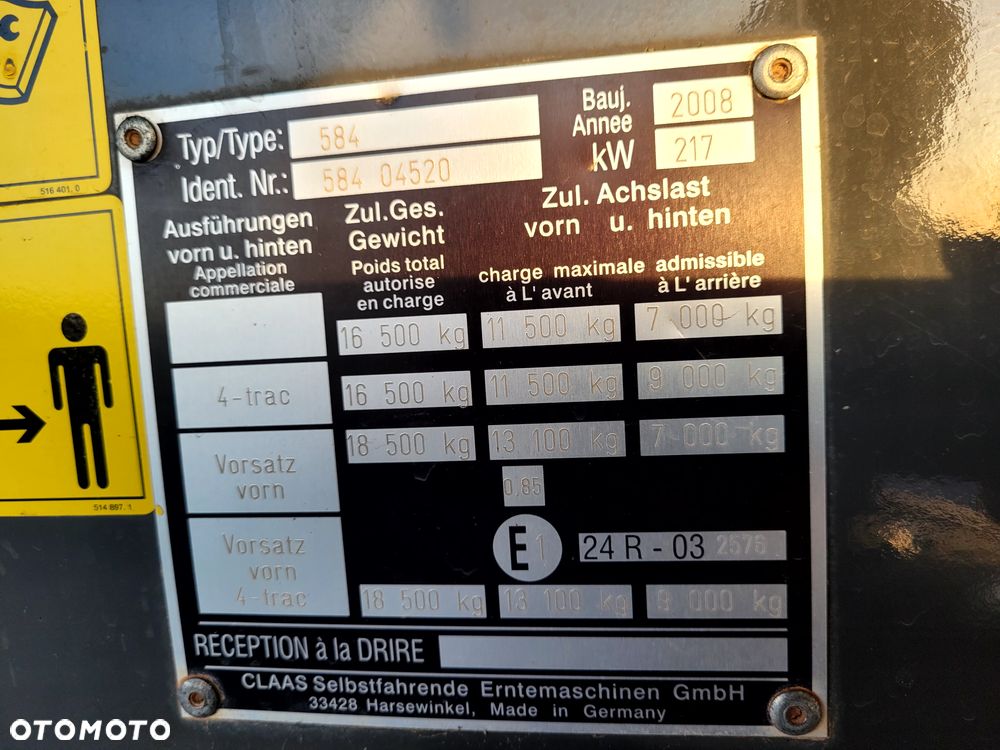 C
516 401. 0
514 897. 1
Typ/Type: 584
Ident. Nr.: 584 04520
Bauj.
Annee 2008
kW 217
Ausführungen
vorn u. hinten
Appellation
commerciale
Zul.Ges.
Gewicht
Poids total
autorise
en charge
Zul. Achslast
vorn u. hinten
charge maximale admissible
à L' avant à L' arrière
16 500 kg 11 500 kg 7 000 kg
4-trac 16 500 kg 11 500 kg 9 000 kg
Vorsatz
vorn
18 500 kg 13 100 kg 7 000 kg
0,85
E1 24 R - 03 2576
Vorsatz
vorn
4-trac
18 500 kg 13 100 kg 9 000 kg
RÉCEPTION à la DRIRE
CLAAS Selbstfahrende Erntemaschinen GmbH
33428 Harsewinkel, Made in Germany
OTOMOTO